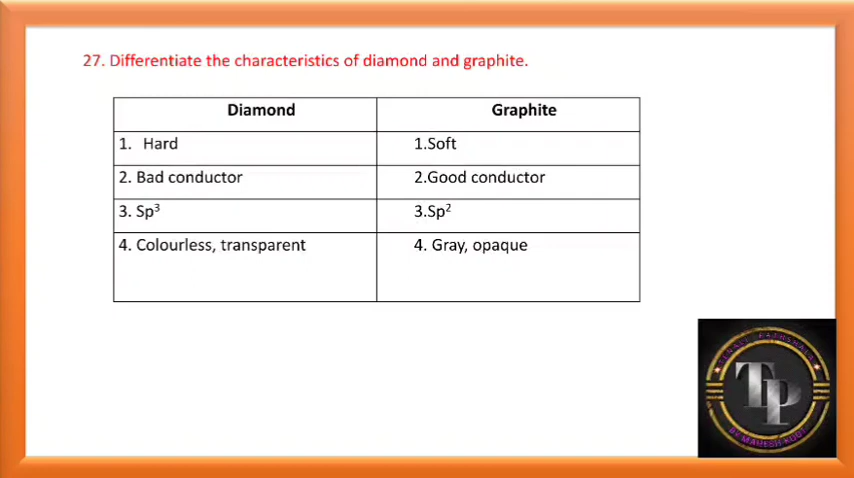 27. Differentiate the characteristics of diamond and graphite.
Diamond Graphite
1. Hard 1.Soft
2. Bad conductor 2.Good conductor
3. Sp³ 3.Sp²
4. Colourless, transparent 4. Gray, opaque
TP